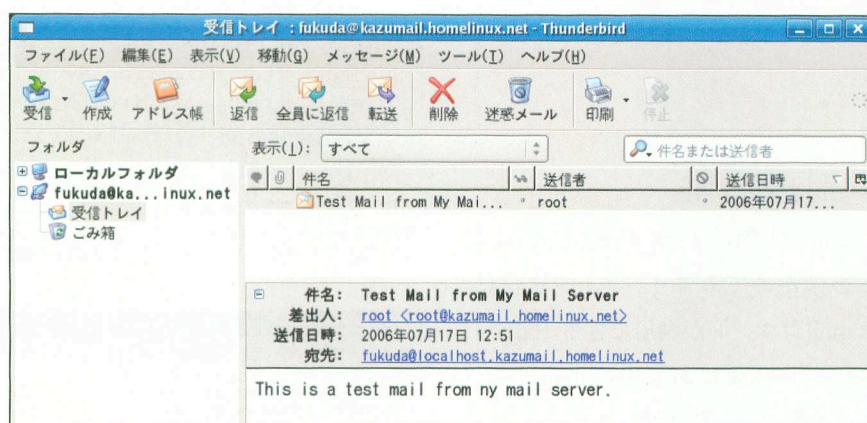 受信トレイ : fukuda@kazumail.homelinux.net - Thunderbird
ファイル(F) 編集(E) 表示(V) 移動(G) メッセージ(M) ツール(T) ヘルプ(H)
受信 作成 アドレス帳 返信 全員に返信 転送 削除 迷惑メール 印刷 停止
フォルダ 表示(I): すべて 件名または送信者
ローカルフォルダ
fukuda@ka...inux.net
受信トレイ
ごみ箱
件名 送信者 送信日時
Test Mail from My Mai... root 2006年07月17...
件名: Test Mail from My Mail Server
差出人: root <root@kazumail.homelinux.net>
送信日時: 2006年07月17日 12:51
宛先: fukuda@localhost.kazumail.homelinux.net
This is a test mail from ny mail server.